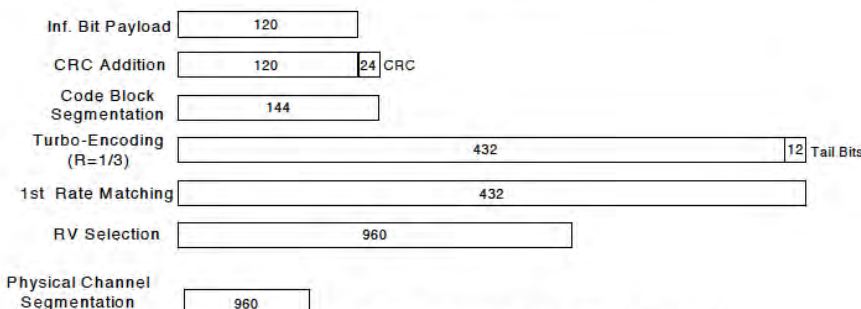 Inf. Bit Payload 120
CRC Addition 120 24 CRC
Code Block
Segmentation 144
Turbo-Encoding
(R=1/3) 432 12 Tail Bits
1st Rate Matching 432
RV Selection 960
Physical Channel
Segmentation 960